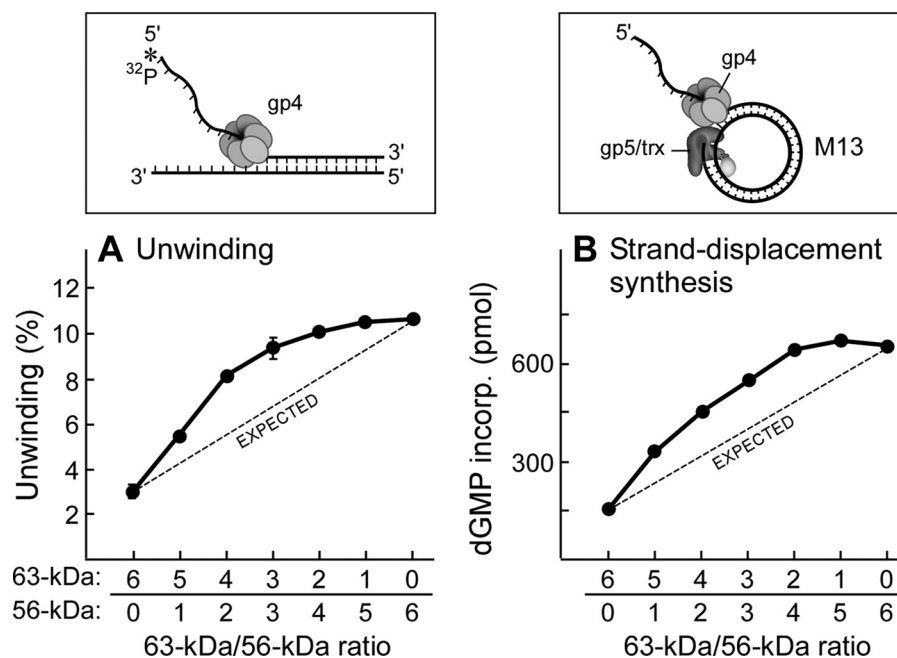 5'
*
32P
gp4
3'
3'
5'
5'
gp4
gp5/trx
M13
A Unwinding
Unwinding (%)
12
10
8
6
4
2
EXPECTED
63-kDa: 6 5 4 3 2 1 0
56-kDa: 0 1 2 3 4 5 6
63-kDa/56-kDa ratio
B Strand-displacement
synthesis
dGMP incorp. (pmol)
600
300
EXPECTED
6 5 4 3 2 1 0
0 1 2 3 4 5 6
63-kDa/56-kDa ratio